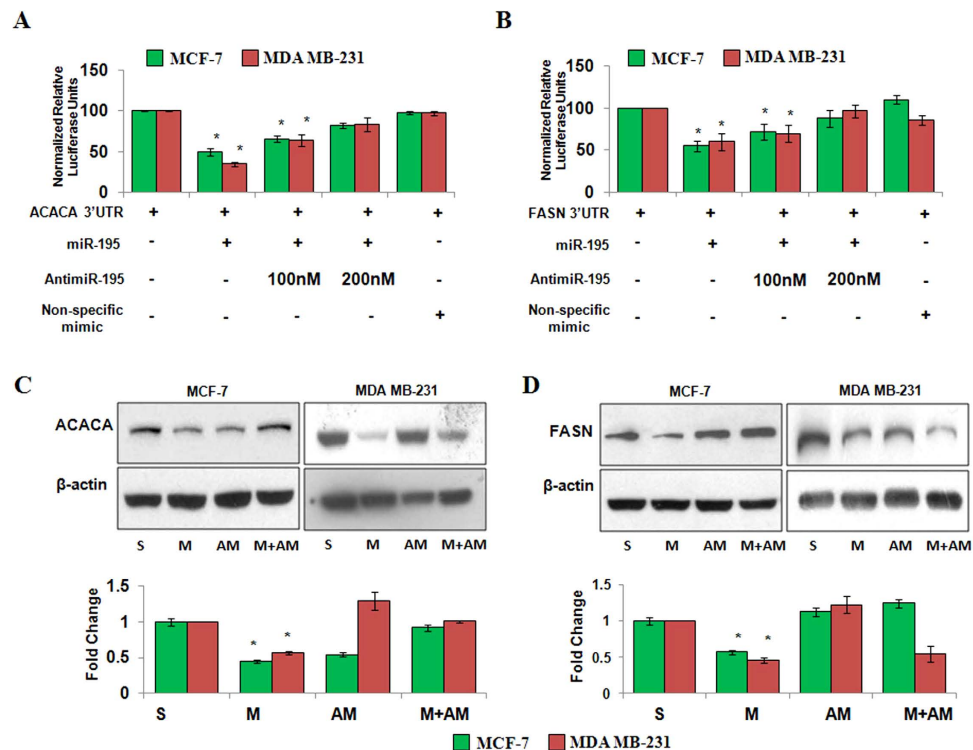 A
MCF-7 MDA MB-231
Normalized Relative
Luciferase Units
150
100
50
0
* * * *
ACACA 3'UTR + + + + +
miR-195 - + + + -
AntimiR-195 - - 100nM 200nM -
Non-specific
mimic - - - - +
B
MCF-7 MDA MB-231
Normalized Relative
Luciferase Units
150
100
50
0
* * * *
FASN 3'UTR + + + + +
miR-195 - + + + -
AntimiR-195 - - 100nM 200nM -
Non-specific
mimic - - - - +
C
MCF-7 MDA MB-231
ACACA
β-actin
S M AM M+AM S M AM M+AM
Fold Change
1.5
1
0.5
0
* *
S M AM M+AM
D
MCF-7 MDA MB-231
FASN
β-actin
S M AM M+AM S M AM M+AM
Fold Change
1.5
1
0.5
0
* *
S M AM M+AM
MCF-7 MDA MB-231